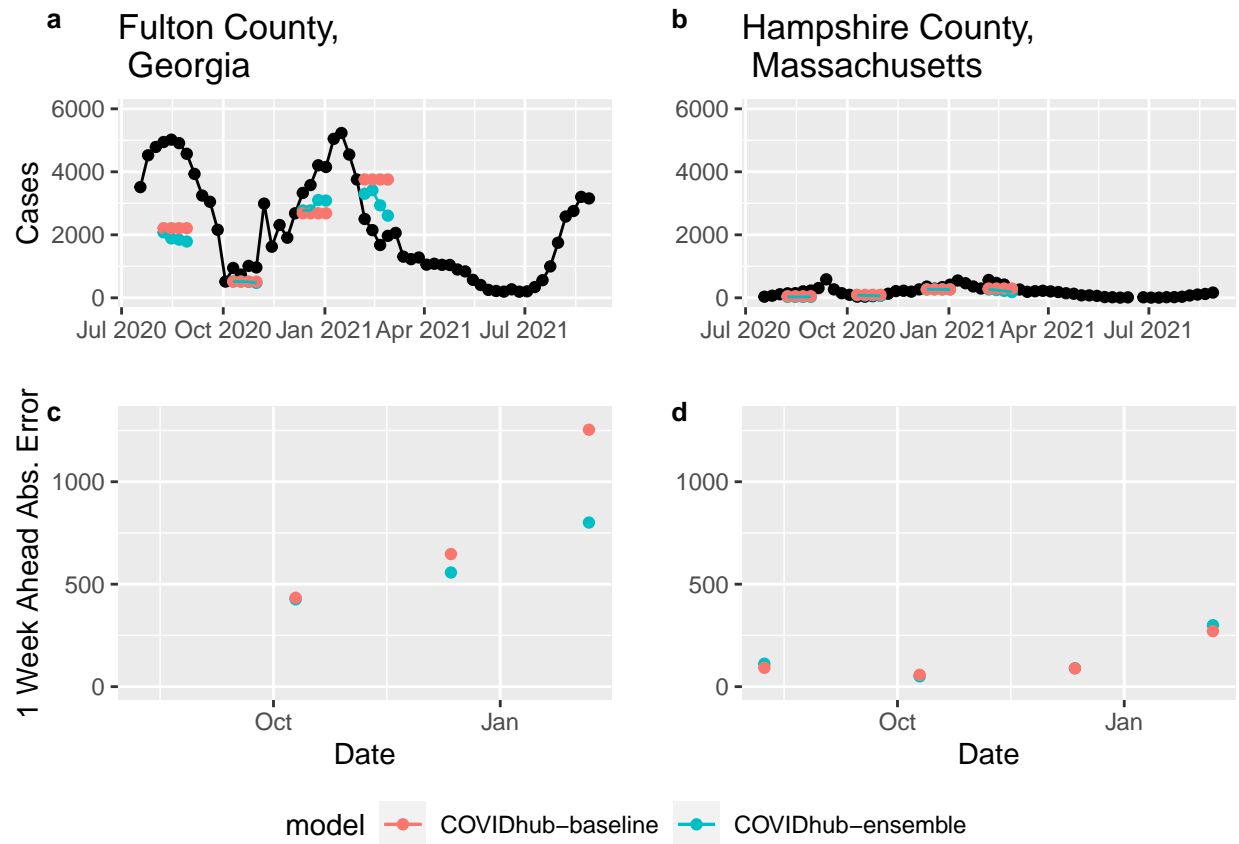 a
Fulton County,
Georgia
b
Hampshire County,
Massachusetts
Cases
6000
4000
2000
0
Jul 2020 Oct 2020 Jan 2021 Apr 2021 Jul 2021
6000
4000
2000
0
Jul 2020 Oct 2020 Jan 2021 Apr 2021 Jul 2021
1 Week Ahead Abs. Error
c
1000
500
0
Oct Jan
Date
d
1000
500
0
Oct Jan
Date
model COVIDhub−baseline COVIDhub−ensemble